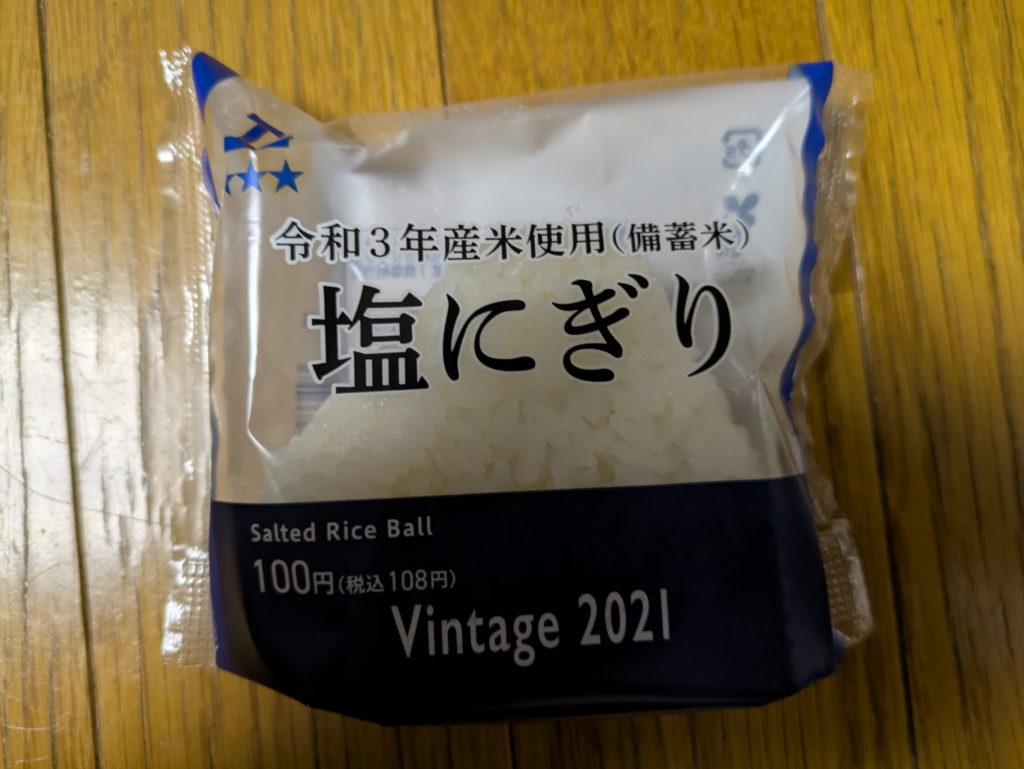 令和3年産米使用(備蓄米)
塩にぎり
Salted Rice Ball
100円(税込108円)
Vintage 2021